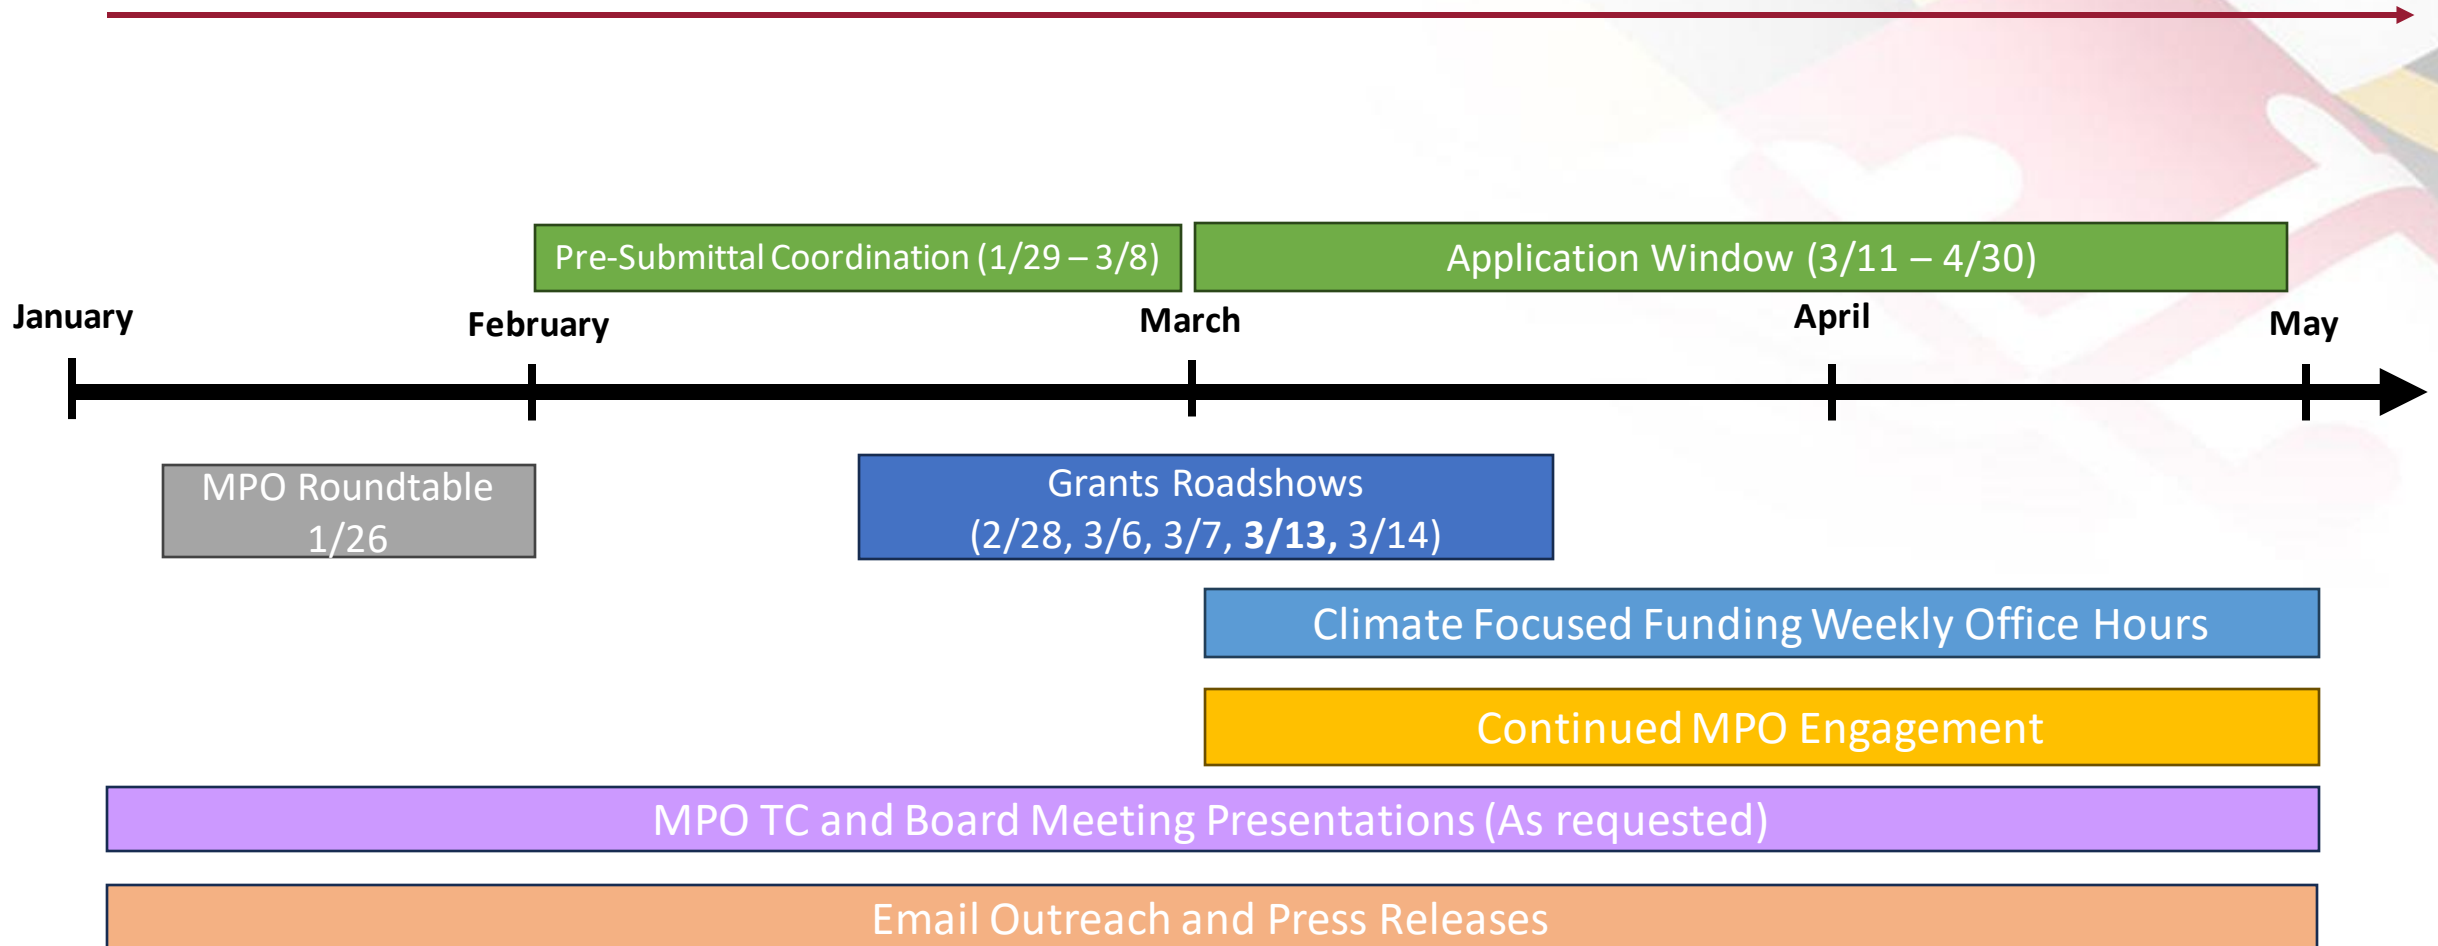 Pre-Submittal Coordination (1/29 – 3/8)
Application Window (3/11 – 4/30)
January
February
March
April
May
MPO Roundtable
1/26
Grants Roadshows
(2/28, 3/6, 3/7, 3/13, 3/14)
Climate Focused Funding Weekly Office Hours
Continued MPO Engagement
MPO TC and Board Meeting Presentations (As requested)
Email Outreach and Press Releases